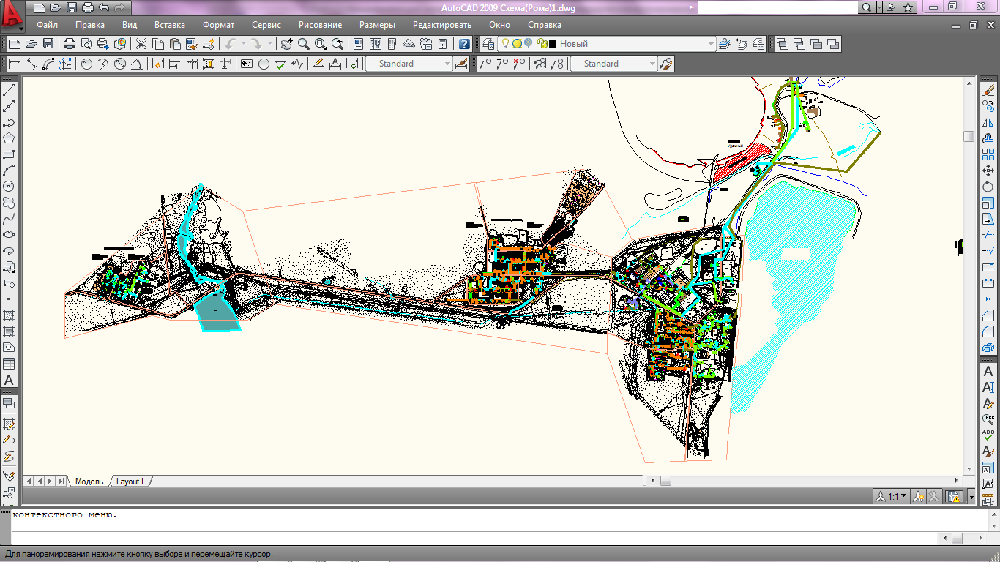 AutoCAD 2009 Схема(Рома)1.dwg
Файл Правка Вид Вставка Формат Сервис Рисование Размеры Редактировать Окно Справка
Новый
Standard Standard
Модель Layout1
1:1
контекстного меню.
Для панорамирования нажмите кнопку выбора и перемещайте курсор.